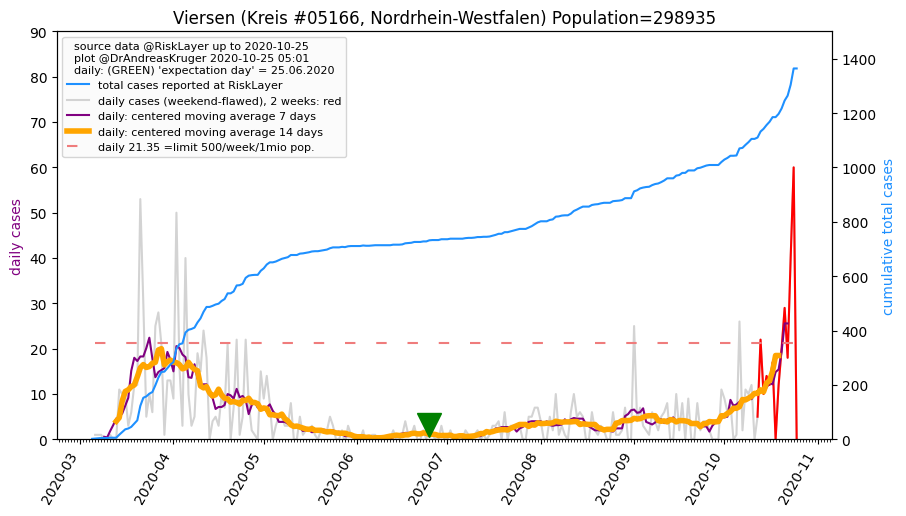 Viersen (Kreis #05166, Nordrhein-Westfalen) Population=298935
source data @RiskLayer up to 2020-10-25
plot @DrAndreasKruger 2020-10-25 05:01
daily: (GREEN) 'expectation day' = 25.06.2020
total cases reported at RiskLayer
daily cases (weekend-flawed), 2 weeks: red
daily: centered moving average 7 days
daily: centered moving average 14 days
daily 21.35 =limit 500/week/1mio pop.
daily cases
90
80
70
60
50
40
30
20
10
0
1400
1200
1000
800
600
400
200
0
cumulative total cases
2020-03
2020-04
2020-05
2020-06
2020-07
2020-08
2020-09
2020-10
2020-11